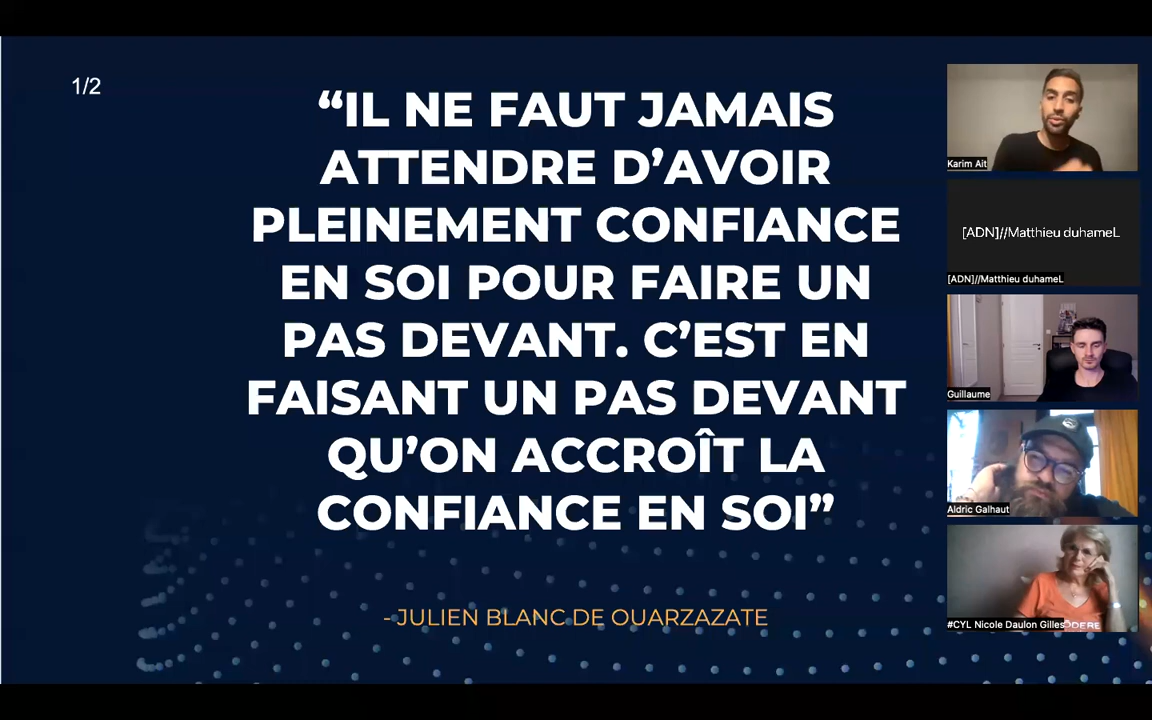 1/2
“IL NE FAUT JAMAIS
ATTENDRE D’AVOIR
PLEINEMENT CONFIANCE
EN SOI POUR FAIRE UN
PAS DEVANT. C’EST EN
FAISANT UN PAS DEVANT
QU’ON ACCROÎT LA
CONFIANCE EN SOI”
- JULIEN BLANC DE OUARZAZATE
Karim Ait
[ADN]//Matthieu duhameL
[ADN]//Matthieu duhameL
Guillaume
Aldric Galhaut
#CYL Nicole Daulon Gilles